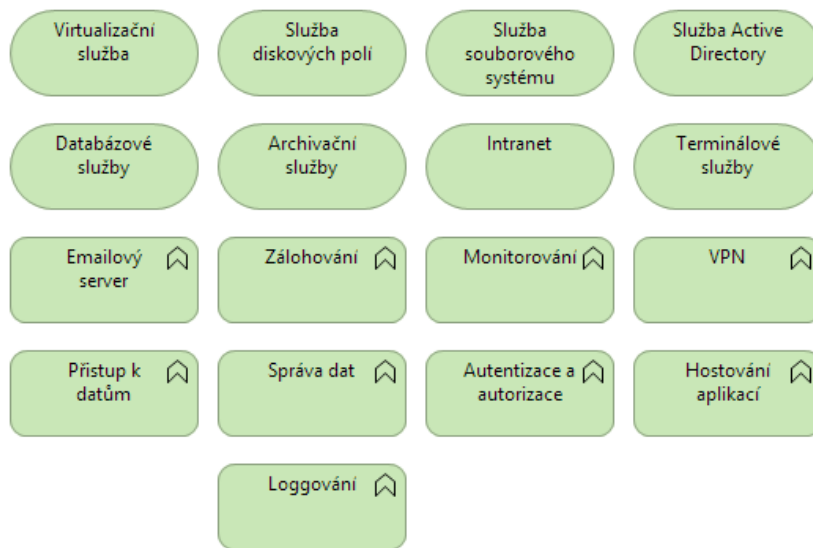 Virtualizační
služba
Služba
diskových polí
Služba
souborového
systému
Služba Active
Directory
Databázové
služby
Archivační
služby
Intranet
Terminálové
služby
Emailový
server
Zálohování
Monitorování
VPN
Přistup k
datům
Správa dat
Autentizace a
autorizace
Hostování
aplikací
Loggování